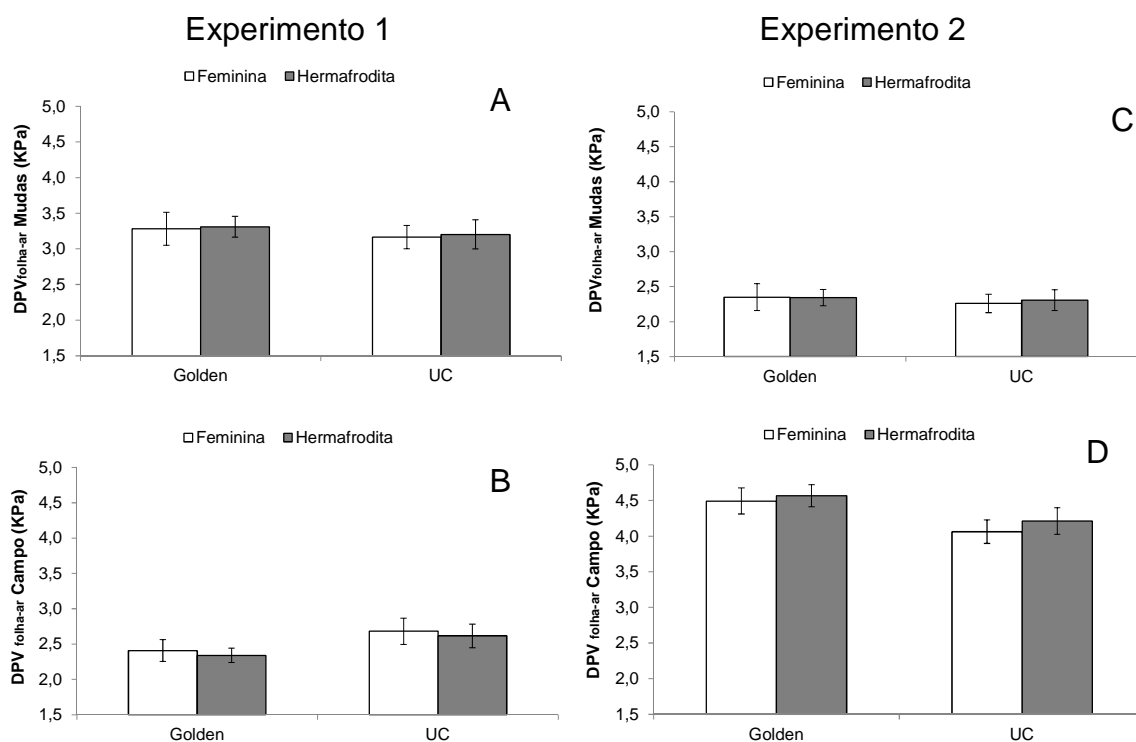 Experimento 1
Experimento 2
Feminina Hermafrodita
A
5,0
4,5
4,0
3,5
3,0
2,5
2,0
1,5
DPVfolha-ar Mudas (KPa)
Golden UC
Feminina Hermafrodita
C
5,0
4,5
4,0
3,5
3,0
2,5
2,0
1,5
DPVfolha-ar Mudas (KPa)
Golden UC
Feminina Hermafrodita
B
5,0
4,5
4,0
3,5
3,0
2,5
2,0
1,5
DPV folha-ar Campo (KPa)
Golden UC
Feminina Hermafrodita
D
5,0
4,5
4,0
3,5
3,0
2,5
2,0
1,5
DPV folha-ar Campo (KPa)
Golden UC